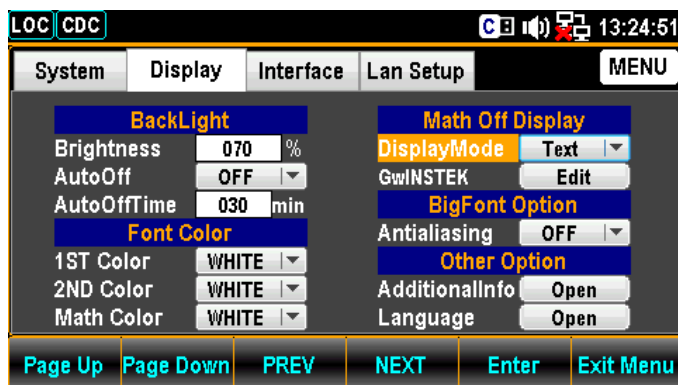 LOC CDC C 13:24:51
System Display Interface Lan Setup MENU
BackLight
Brightness 070 %
AutoOff OFF
AutoOffTime 030 min
Font Color
1ST Color WHITE
2ND Color WHITE
Math Color WHITE
Math Off Display
DisplayMode Text
GwINSTEK Edit
BigFont Option
Antialiasing OFF
Other Option
AdditionalInfo Open
Language Open
Page Up Page Down PREV NEXT Enter Exit Menu